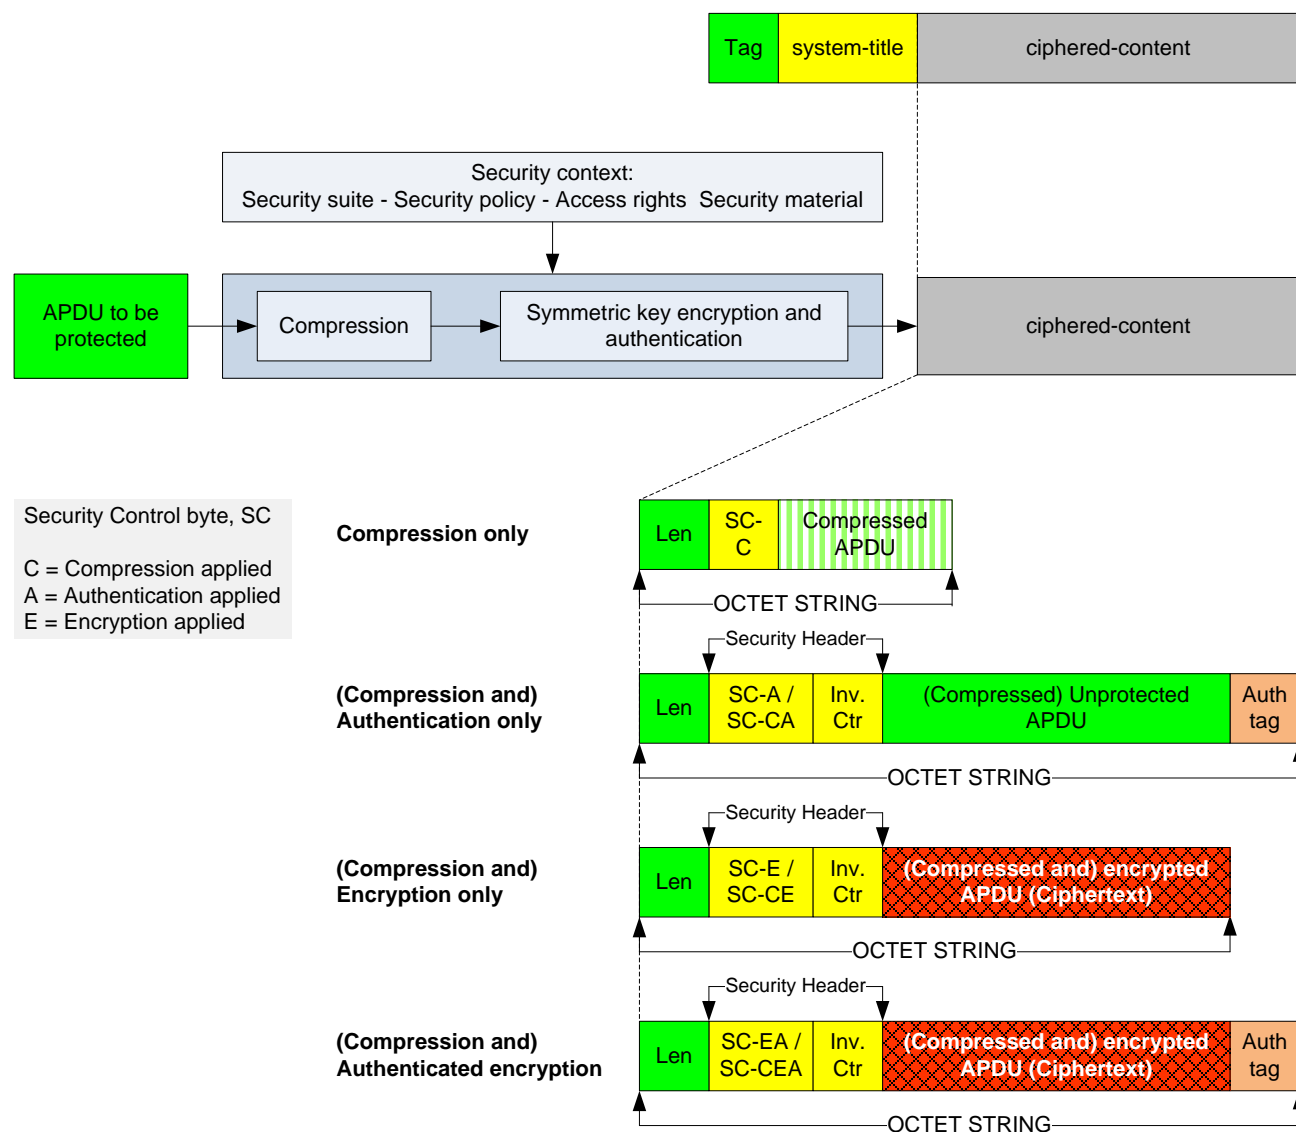 Tag
system-title
ciphered-content
Security context:
Security suite - Security policy - Access rights  Security material
APDU to be
protected
Compression
Symmetric key encryption and
authentication
ciphered-content
Security Control byte, SC
C = Compression applied
A = Authentication applied
E = Encryption applied
Compression only
Len
SC-
C
Compressed
APDU
OCTET STRING
Security Header
(Compression and)
Authentication only
Len
SC-A /
SC-CA
Inv.
Ctr
(Compressed) Unprotected
APDU
Auth
tag
OCTET STRING
Security Header
(Compression and)
Encryption only
Len
SC-E /
SC-CE
Inv.
Ctr
(Compressed and) encrypted
APDU (Ciphertext)
OCTET STRING
Security Header
(Compression and)
Authenticated encryption
Len
SC-EA /
SC-CEA
Inv.
Ctr
(Compressed and) encrypted
APDU (Ciphertext)
Auth
tag
OCTET STRING